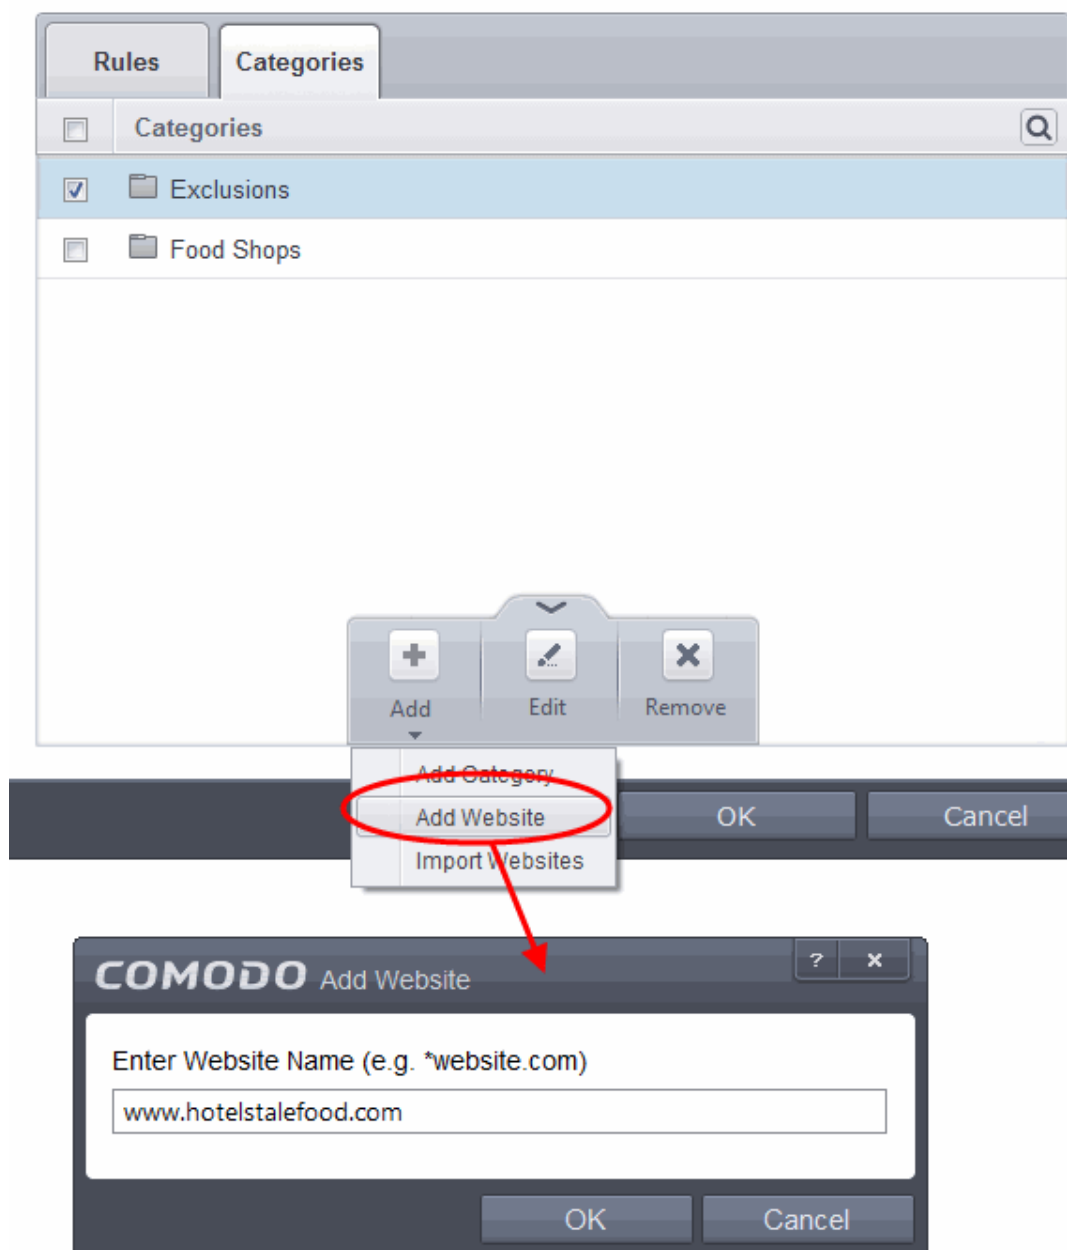 Rules Categories
Categories
Exclusions
Food Shops
Add Edit Remove
Add Category
Add Website OK Cancel
Import Websites
COMODO Add Website ? x
Enter Website Name (e.g. *website.com)
www.hotelstalefood.com
OK Cancel